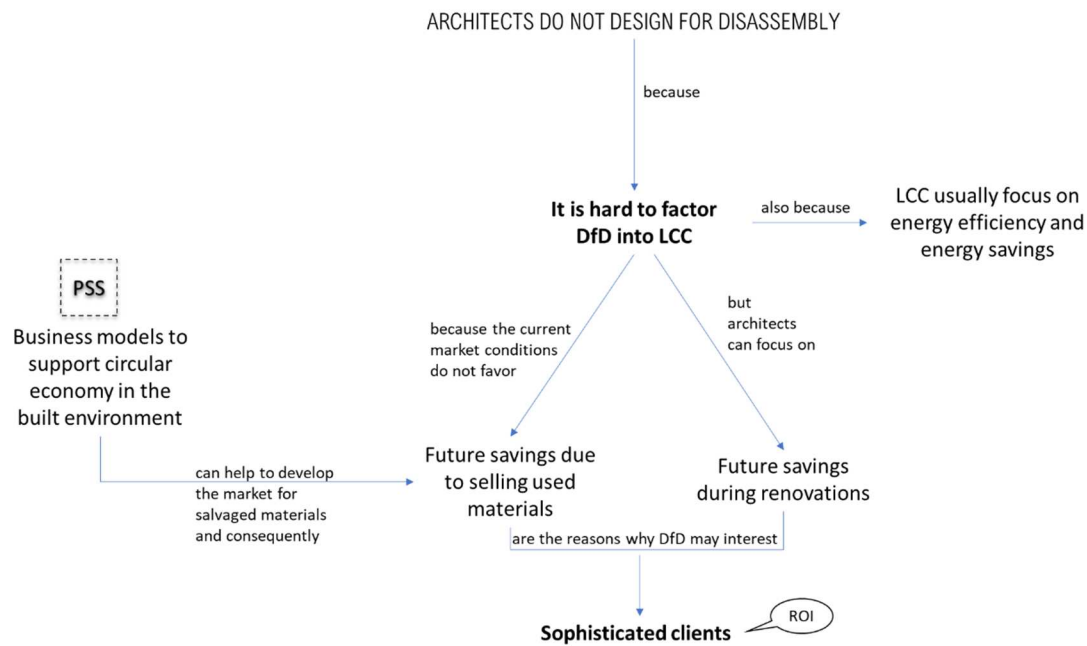 ARCHITECTS DO NOT DESIGN FOR DISASSEMBLY
because
It is hard to factor
DfD into LCC
also because
LCC usually focus on
energy efficiency and
energy savings
PSS
Business models to
support circular
economy in the
built environment
because the current
market conditions
do not favor
but
architects
can focus on
can help to develop
the market for
salvaged materials
and consequently
Future savings due
to selling used
materials
Future savings
during renovations
are the reasons why DfD may interest
Sophisticated clients
ROI